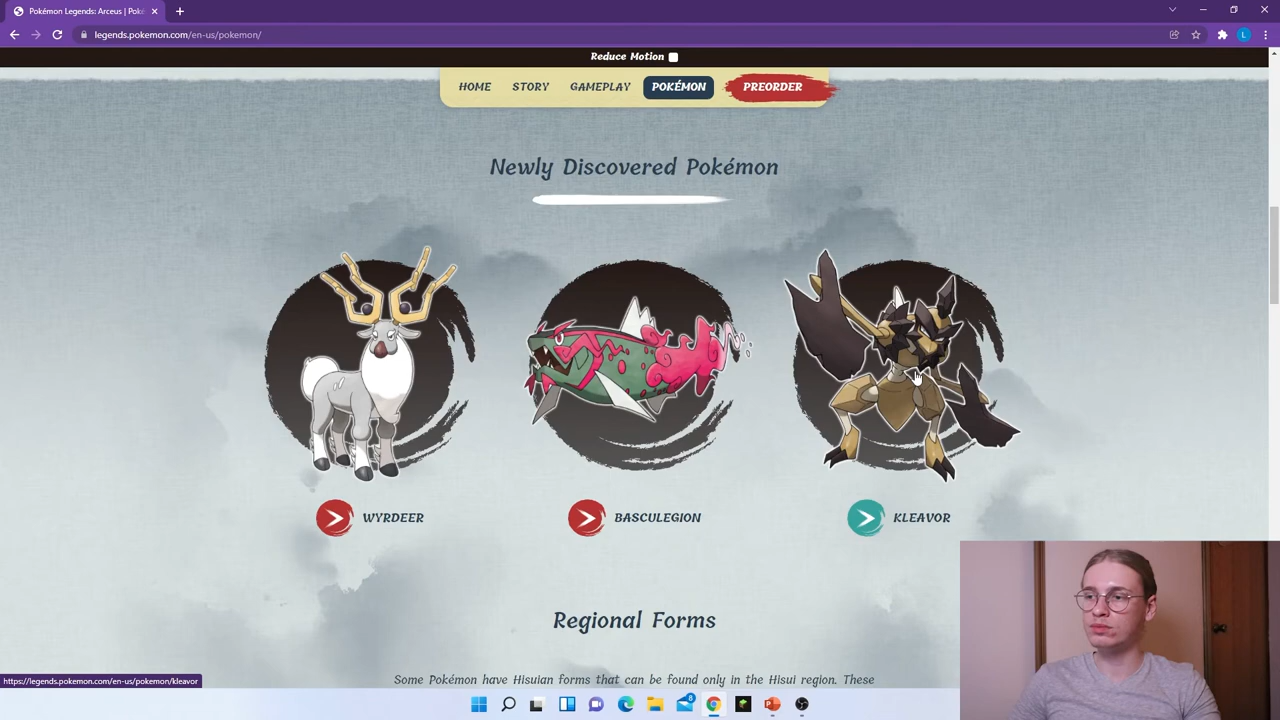 Pokémon Legends: Arceus | Poké
legends.pokemon.com/en-us/pokemon/
L
Reduce Motion
HOME STORY GAMEPLAY POKÉMON PREORDER
Newly Discovered Pokémon
WYRDEER BASCULEGION KLEAVOR
Regional Forms
Some Pokémon have Hisuian forms that can be found only in the Hisui region. These
https://legends.pokemon.com/en-us/pokemon/kleavor
8